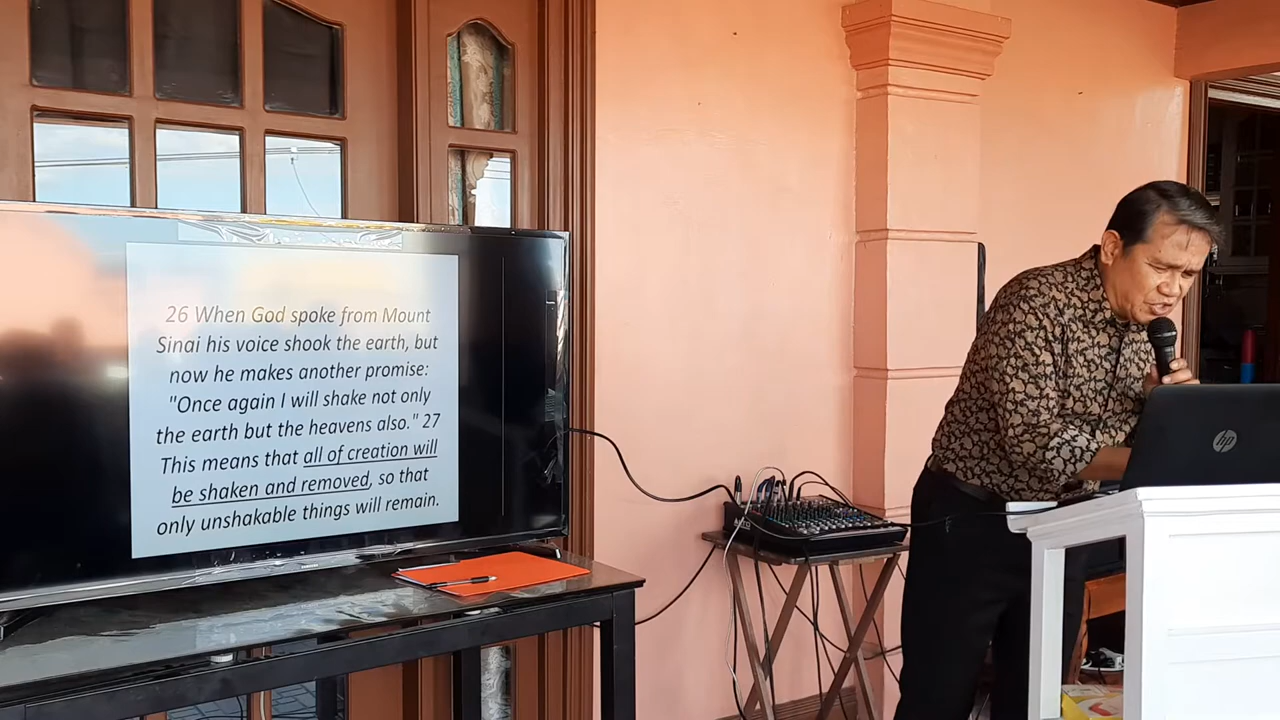 26 When God spoke from Mount
Sinai his voice shook the earth, but
now he makes another promise:
"Once again I will shake not only
the earth but the heavens also." 27
This means that all of creation will
be shaken and removed, so that
only unshakable things will remain.
SAMSUNG
hp